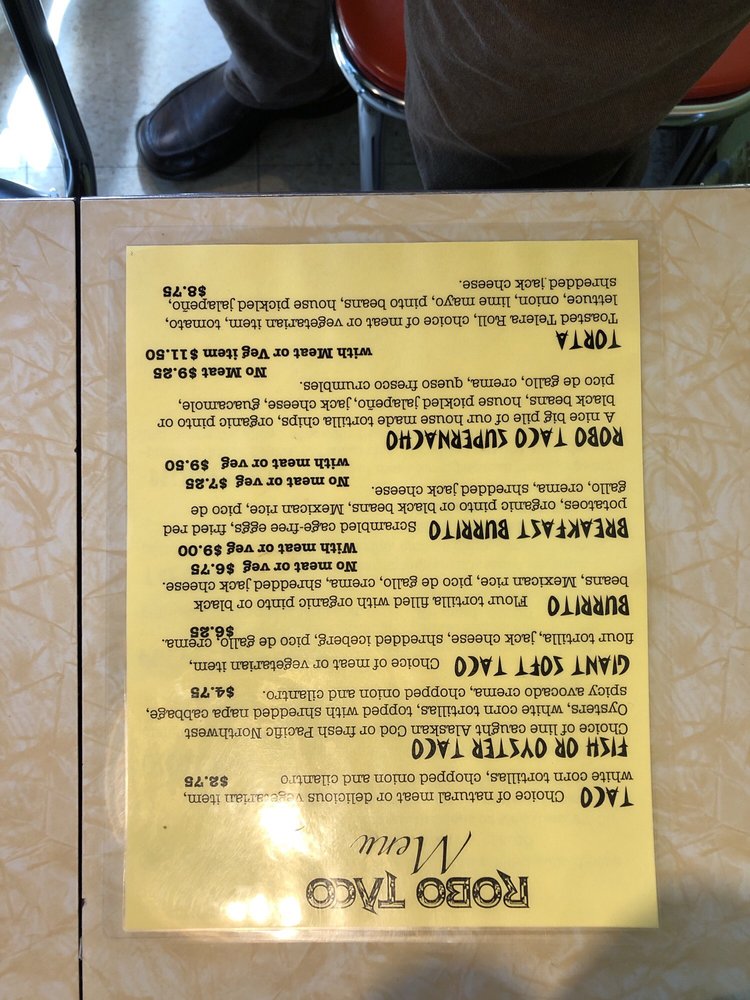 ROBO TACO
Menu
TACO Choice of natural meat or delicious vegetarian item,
white corn tortillas, chopped onion and cilantro $2.75
FISH OR OYSTER TACO
Choice of line caught Alaskan Cod or fresh Pacific Northwest
Oysters, white corn tortillas, topped with shredded napa cabbage,
spicy avocado crema, chopped onion and cilantro. $4.75
GIANT SOFT TACO Choice of meat or vegetarian item,
flour tortilla, jack cheese, shredded iceberg, pico de gallo, crema.
$6.25
BURRITO Flour tortilla filled with organic pinto or black
beans, Mexican rice, pico de gallo, crema, shredded jack cheese.
No meat or veg $6.75
With meat or veg $9.00
BREAKFAST BURRITO Scrambled cage-free eggs, fried red
potatoes, organic pinto or black beans, Mexican rice, pico de
gallo, crema, shredded jack cheese.
No meat or veg $7.25
with meat or veg $9.50
ROBO TACO SUPERNACHO
A nice big pile of our house made tortilla chips, organic pinto or
black beans, house pickled jalapeño, jack cheese, guacamole,
pico de gallo, crema, queso fresco crumbles.
No Meat $9.25
with Meat or Veg item $11.50
TORTA
Toasted Telera Roll, choice of meat or vegetarian item, tomato,
lettuce, onion, lime mayo, pinto beans, house pickled jalapeño,
shredded jack cheese. $8.75